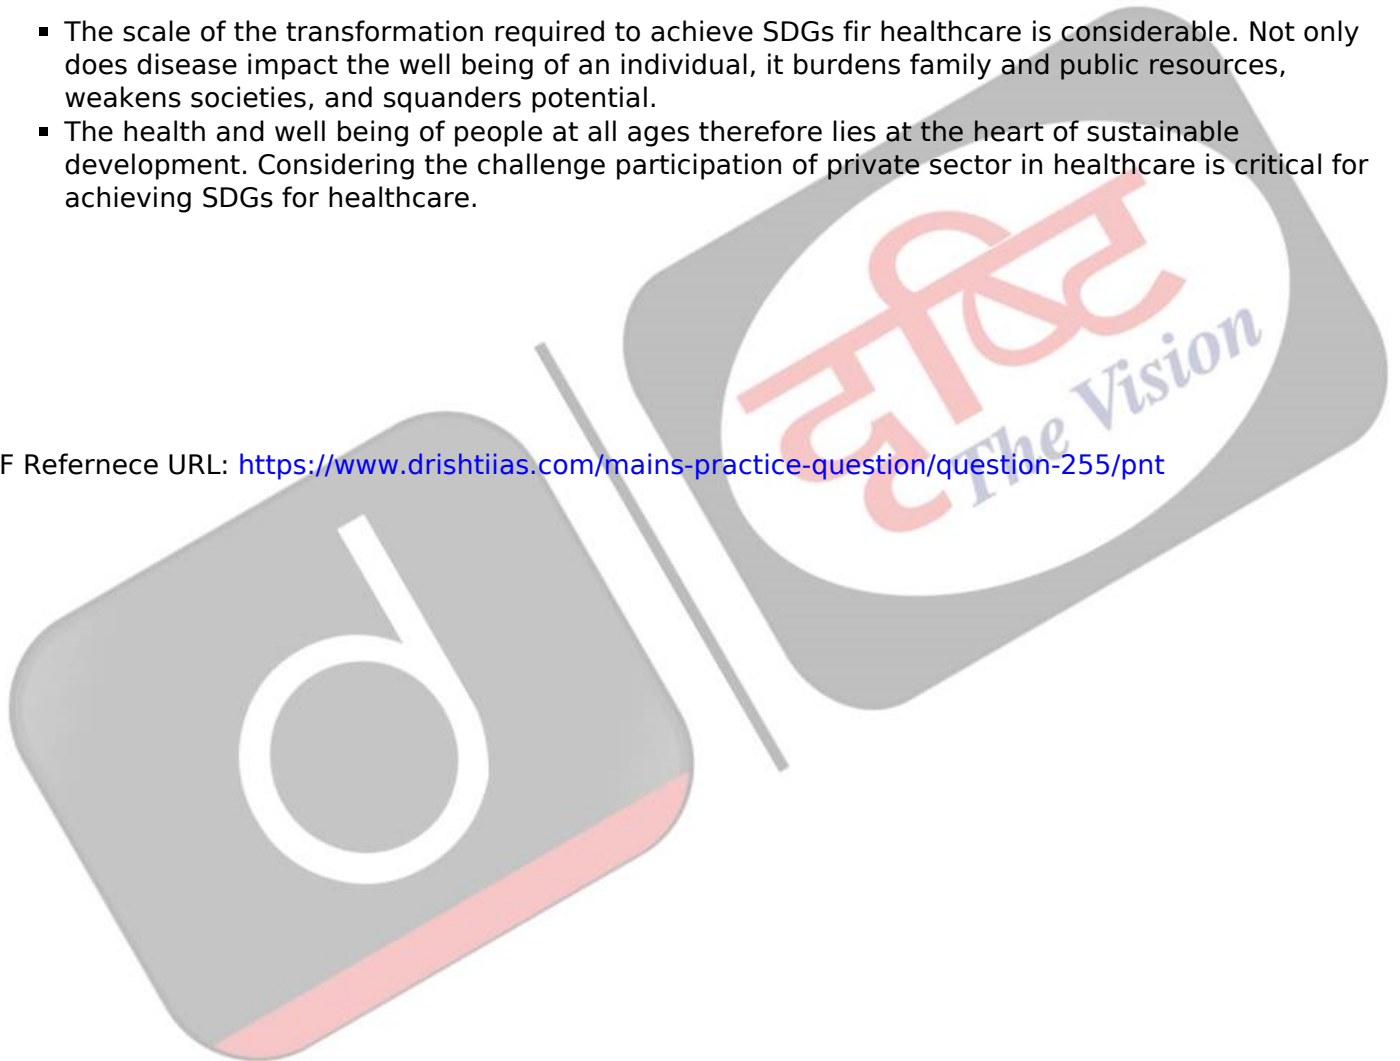 ▪ The scale of the transformation required to achieve SDGs fir healthcare is considerable. Not only
does disease impact the well being of an individual, it burdens family and public resources,
weakens societies, and squanders potential.
▪ The health and well being of people at all ages therefore lies at the heart of sustainable
development. Considering the challenge participation of private sector in healthcare is critical for
achieving SDGs for healthcare.
दृष्टि
The Vision
F Refernece URL: https://www.drishtiias.com/mains-practice-question/question-255/pnt
d